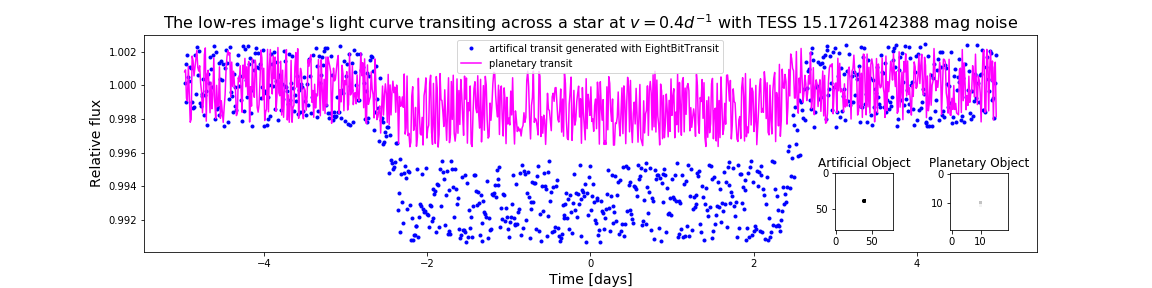 The low-res image's light curve transiting across a star at v = 0.4d⁻¹ with TESS 15.1726142388 mag noise
artifical transit generated with EightBitTransit
planetary transit
Relative flux
1.002
1.000
0.998
0.996
0.994
0.992
Artificial Object
0
50
0 50
Planetary Object
0
10
0 10
−4 −2 0 2 4
Time [days]